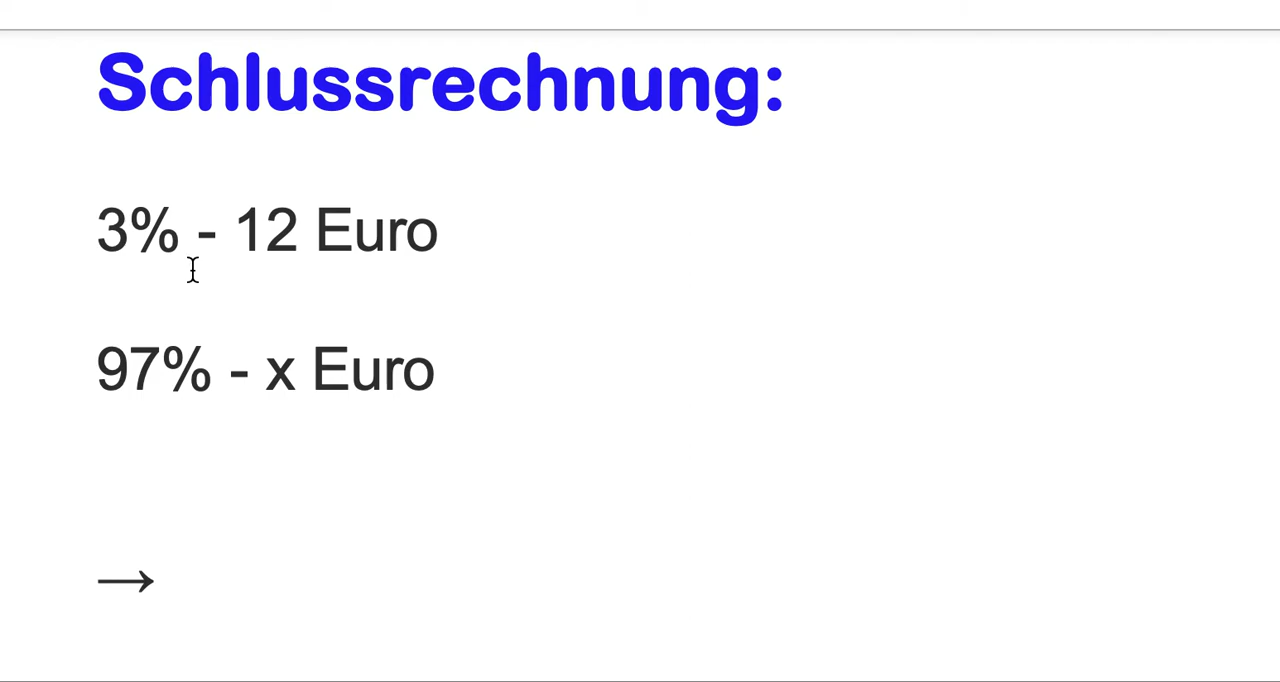 Schlussrechnung:
3% - 12 Euro
97% - x Euro
→